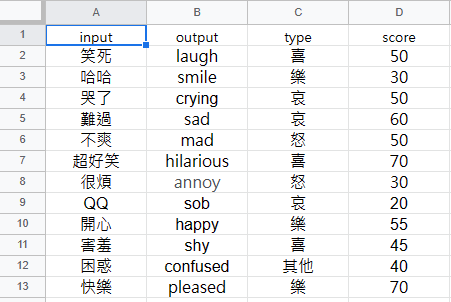 A B C D
1 input output type score
2 笑死 laugh 喜 50
3 哈哈 smile 樂 30
4 哭了 crying 哀 50
5 難過 sad 哀 60
6 不爽 mad 怒 50
7 超好笑 hilarious 喜 70
8 很煩 annoy 怒 30
9 QQ sob 哀 20
10 開心 happy 樂 55
11 害羞 shy 喜 45
12 困惑 confused 其他 40
13 快樂 pleased 樂 70